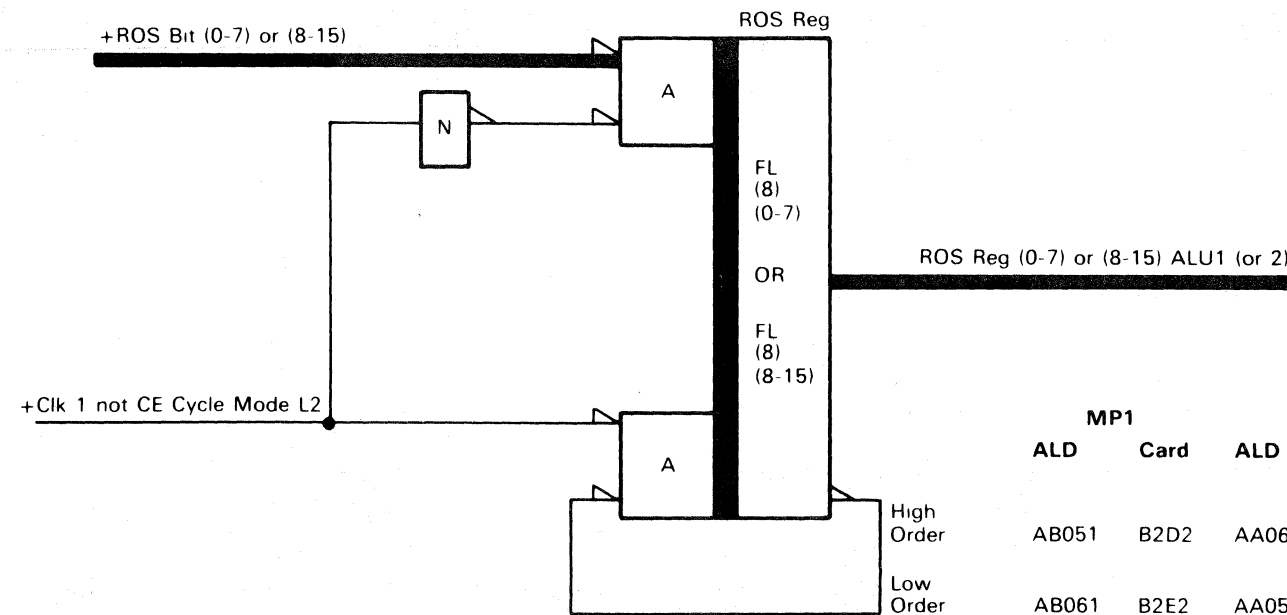 ROS Reg
+ROS Bit (0-7) or (8-15)
A
N
FL
(8)
(0-7)
OR
FL
(8)
(8-15)
ROS Reg (0-7) or (8-15) ALU1 (or 2)
+Clk 1 not CE Cycle Mode L2
A
MP1
ALD Card ALD
High
Order AB051 B2D2 AA06
Low
Order AB061 B2E2 AA05